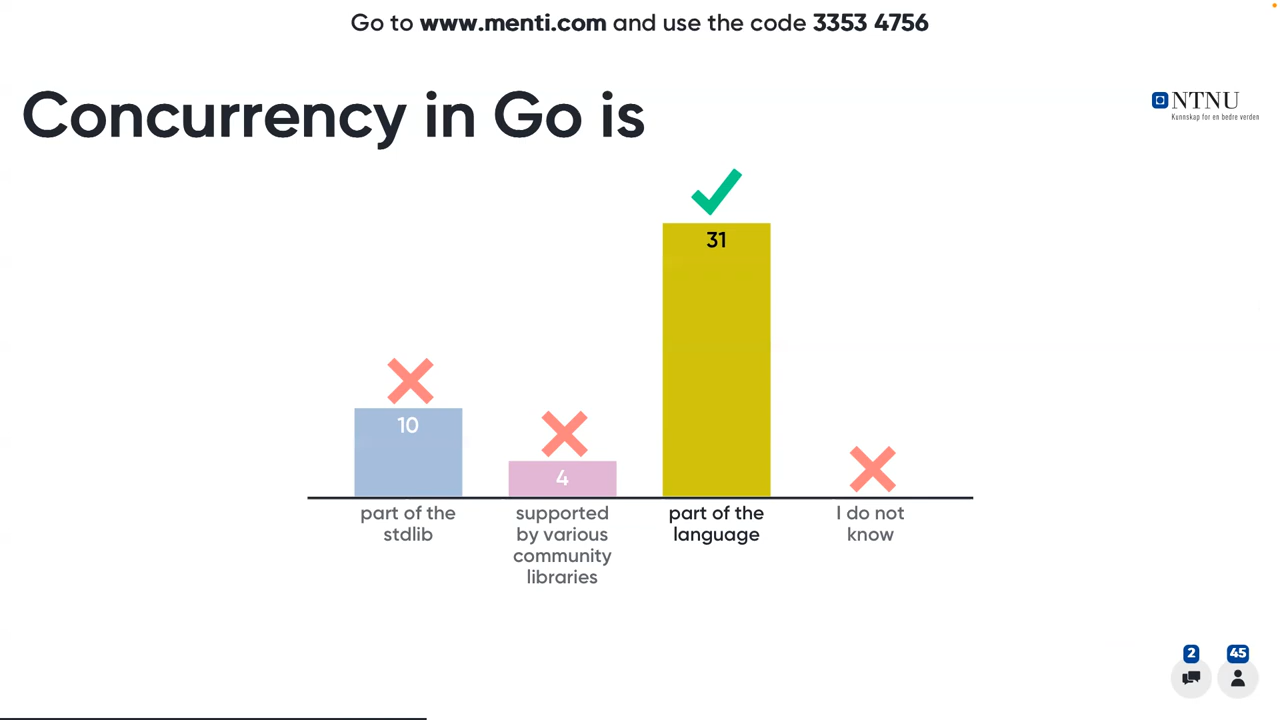 Go to www.menti.com and use the code 3353 4756
Concurrency in Go is
NTNU
Kunnskap for en bedre verden
31
10
4
part of the
stdlib
supported
by various
community
libraries
part of the
language
I do not
know
2
45